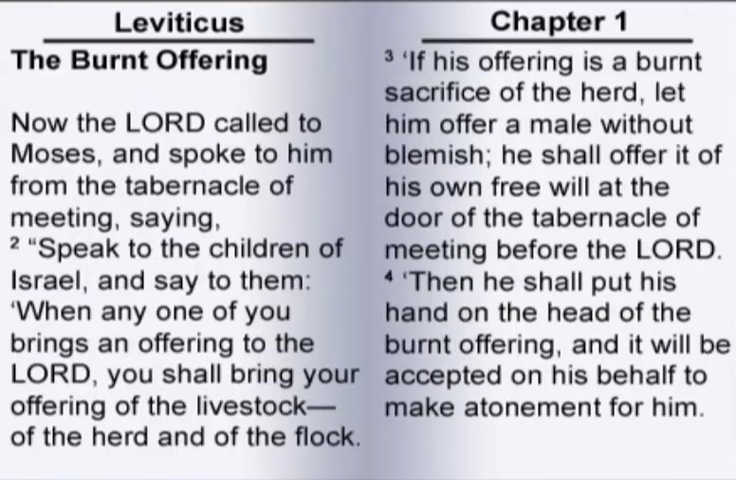 Leviticus
The Burnt Offering
Now the LORD called to
Moses, and spoke to him
from the tabernacle of
meeting, saying,
² “Speak to the children of
Israel, and say to them:
‘When any one of you
brings an offering to the
LORD, you shall bring your
offering of the livestock—
of the herd and of the flock.
Chapter 1
³ ‘If his offering is a burnt
sacrifice of the herd, let
him offer a male without
blemish; he shall offer it of
his own free will at the
door of the tabernacle of
meeting before the LORD.
⁴ ‘Then he shall put his
hand on the head of the
burnt offering, and it will be
accepted on his behalf to
make atonement for him.